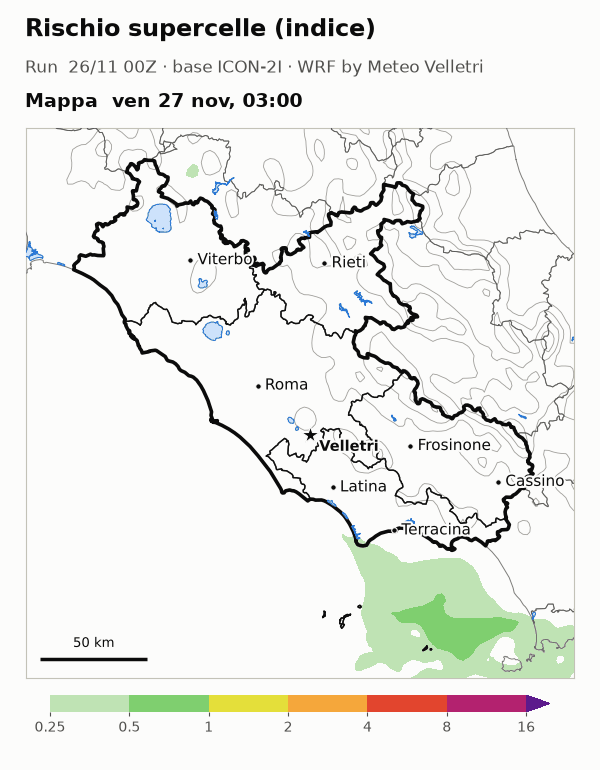 Rischio supercelle (indice)
Run  26/11 00Z · base ICON-2I · WRF by Meteo Velletri
Mappa  ven 27 nov, 03:00
Viterbo
Rieti
Roma
Velletri
Frosinone
Cassino
Latina
Terracina
50 km
0.25 0.5 1 2 4 8 16